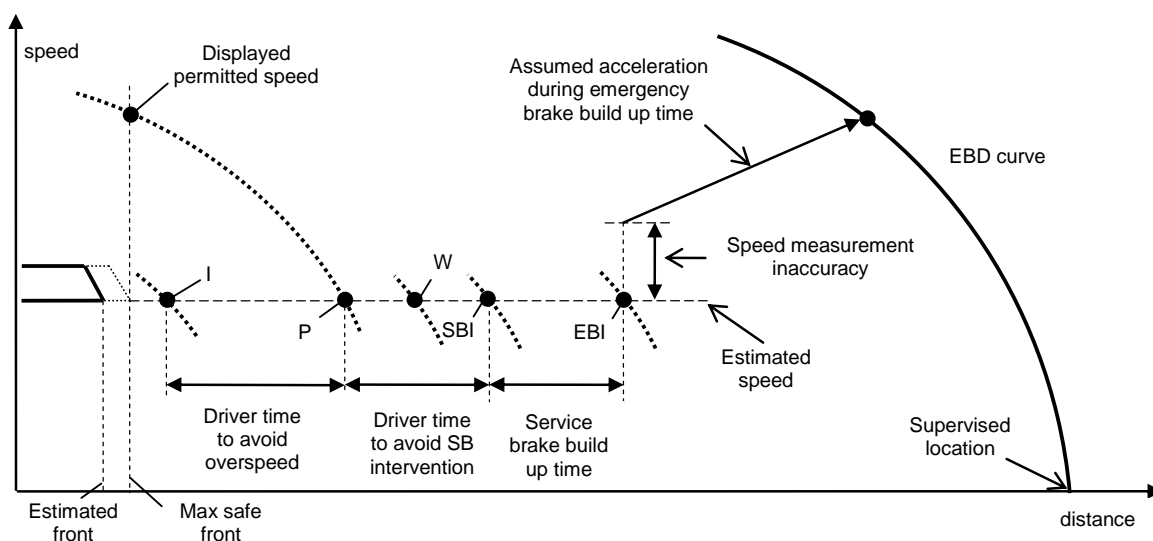 speed
Displayed
permitted speed
Assumed acceleration
during emergency
brake build up time
EBD curve
Speed measurement
inaccuracy
I
P
W
SBI
EBI
Estimated
speed
Driver time
to avoid
overspeed
Driver time
to avoid SB
intervention
Service
brake build
up time
Supervised
location
Estimated
front
Max safe
front
distance